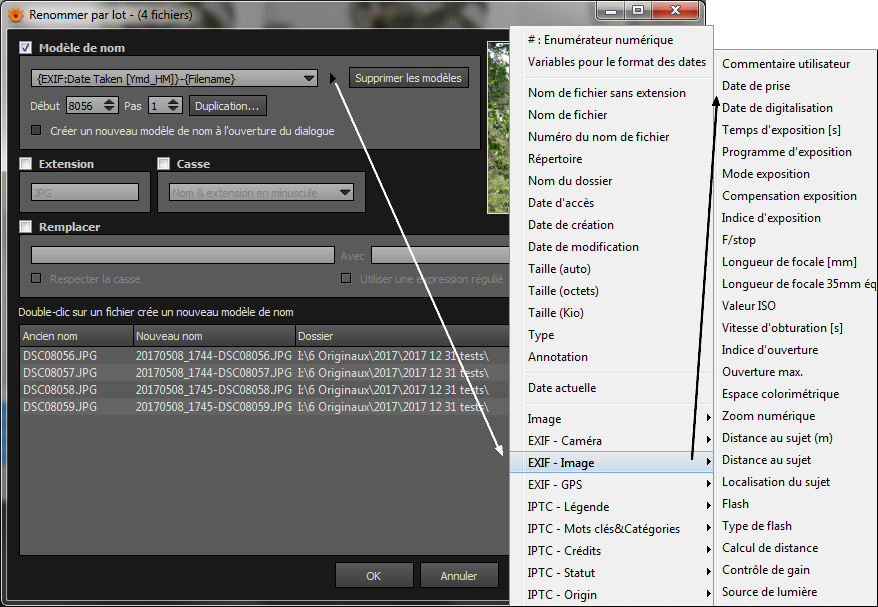 Renommer par lot - (4 fichiers)
Modèle de nom
{EXIF:Date Taken [Ymd_HM]}-{Filename}
Supprimer les modèles
Début 8056 Pas 1 Duplication...
Créer un nouveau modèle de nom à l'ouverture du dialogue
Extension
Casse
JPG
Nom & extension en minuscule
Remplacer
Avec
Respecter la casse
Utiliser une expression réguliè
Double-clic sur un fichier crée un nouveau modèle de nom
Ancien nom Nouveau nom Dossier
DSC08056.JPG 20170508_1744-DSC08056.JPG I:\6 Originaux\2017\2017 12 31 tests\
DSC08057.JPG 20170508_1744-DSC08057.JPG I:\6 Originaux\2017\2017 12 31 tests\
DSC08058.JPG 20170508_1745-DSC08058.JPG I:\6 Originaux\2017\2017 12 31 tests\
DSC08059.JPG 20170508_1745-DSC08059.JPG I:\6 Originaux\2017\2017 12 31 tests\
OK
Annuler
# : Enumérateur numérique
Variables pour le format des dates
Nom de fichier sans extension
Nom de fichier
Numéro du nom de fichier
Répertoire
Nom du dossier
Date d'accès
Date de création
Date de modification
Taille (auto)
Taille (octets)
Taille (Kio)
Type
Annotation
Date actuelle
Image
EXIF - Caméra
EXIF - Image
EXIF - GPS
IPTC - Légende
IPTC - Mots clés&Catégories
IPTC - Crédits
IPTC - Statut
IPTC - Origin
Commentaire utilisateur
Date de prise
Date de digitalisation
Temps d'exposition [s]
Programme d'exposition
Mode exposition
Compensation exposition
Indice d'exposition
F/stop
Longueur de focale [mm]
Longueur de focale 35mm éq
Valeur ISO
Vitesse d'obturation [s]
Indice d'ouverture
Ouverture max.
Espace colorimétrique
Zoom numérique
Distance au sujet (m)
Distance au sujet
Localisation du sujet
Flash
Type de flash
Calcul de distance
Contrôle de gain
Source de lumière